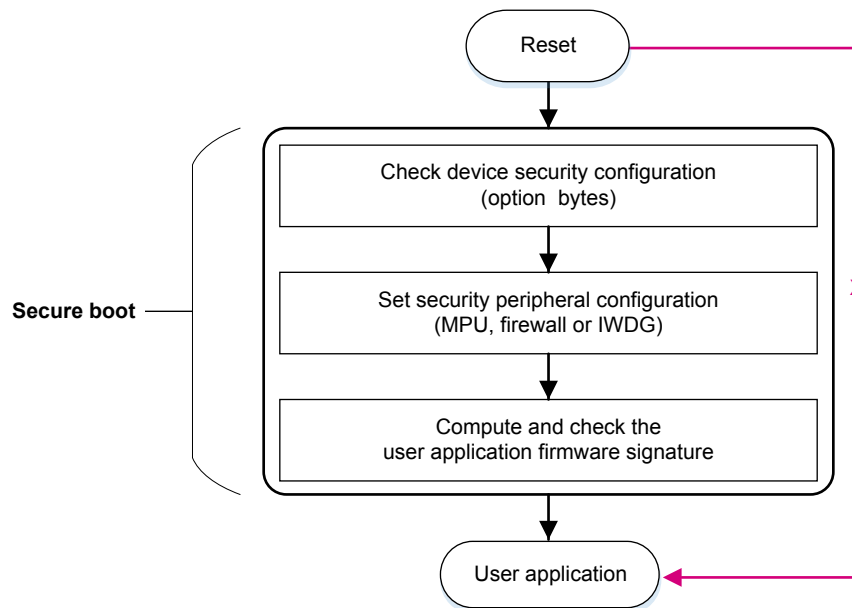 Reset
Check device security configuration
(option bytes)
Set security peripheral configuration
(MPU, firewall or IWDG)
Secure boot
Compute and check the
user application firmware signature
User application